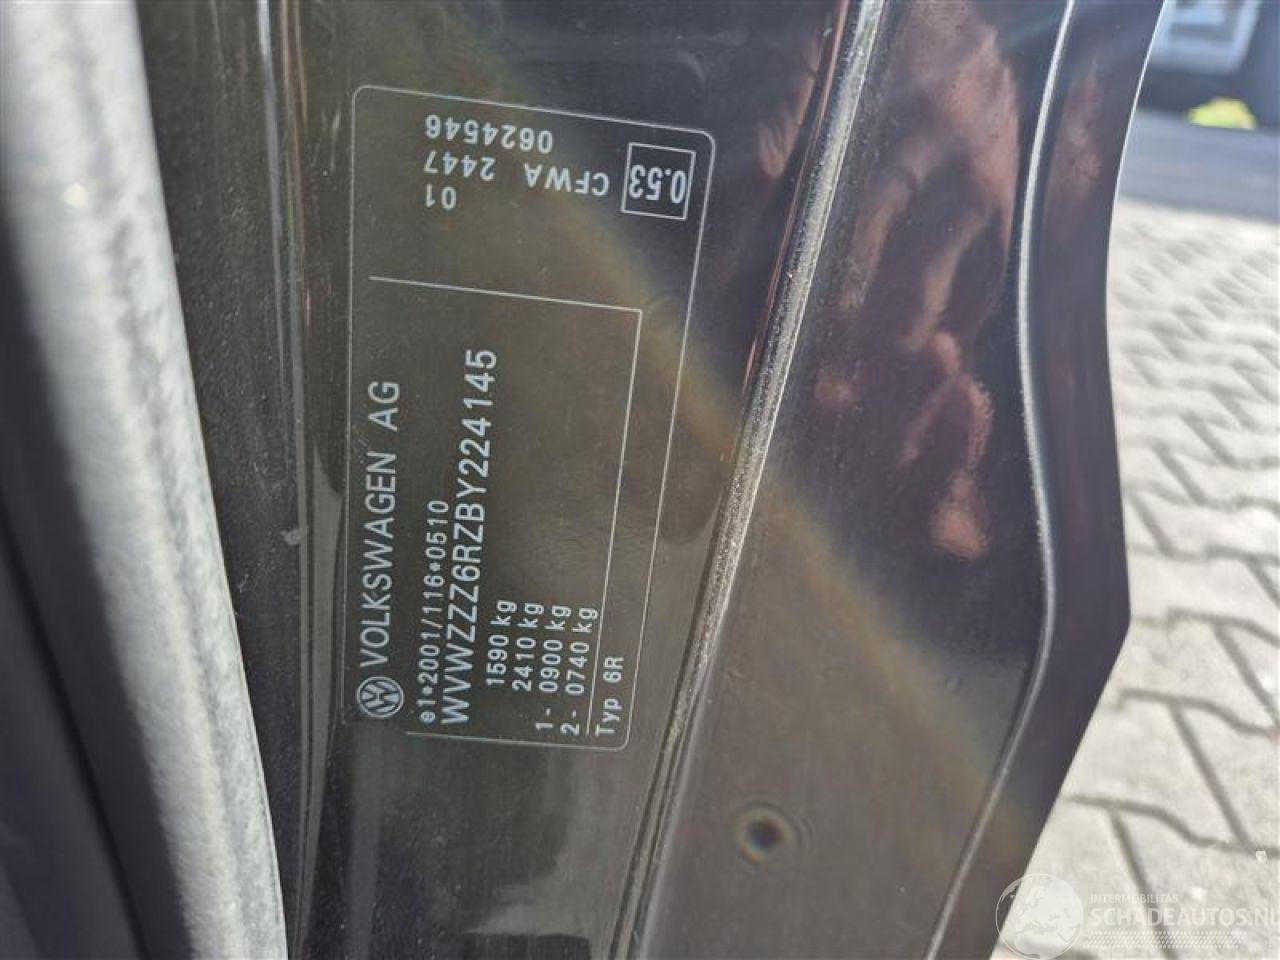 VOLKSWAGEN AG
e1*2001/116*0510
WVWZZZ6RZBY224145
1590 kg
2410 kg
1- 0900 kg
2- 0740 kg
Typ 6R
01 2447 0624546
CFWA
0.53
INTERMOBILITAS
SCHADEAUTOS.NL